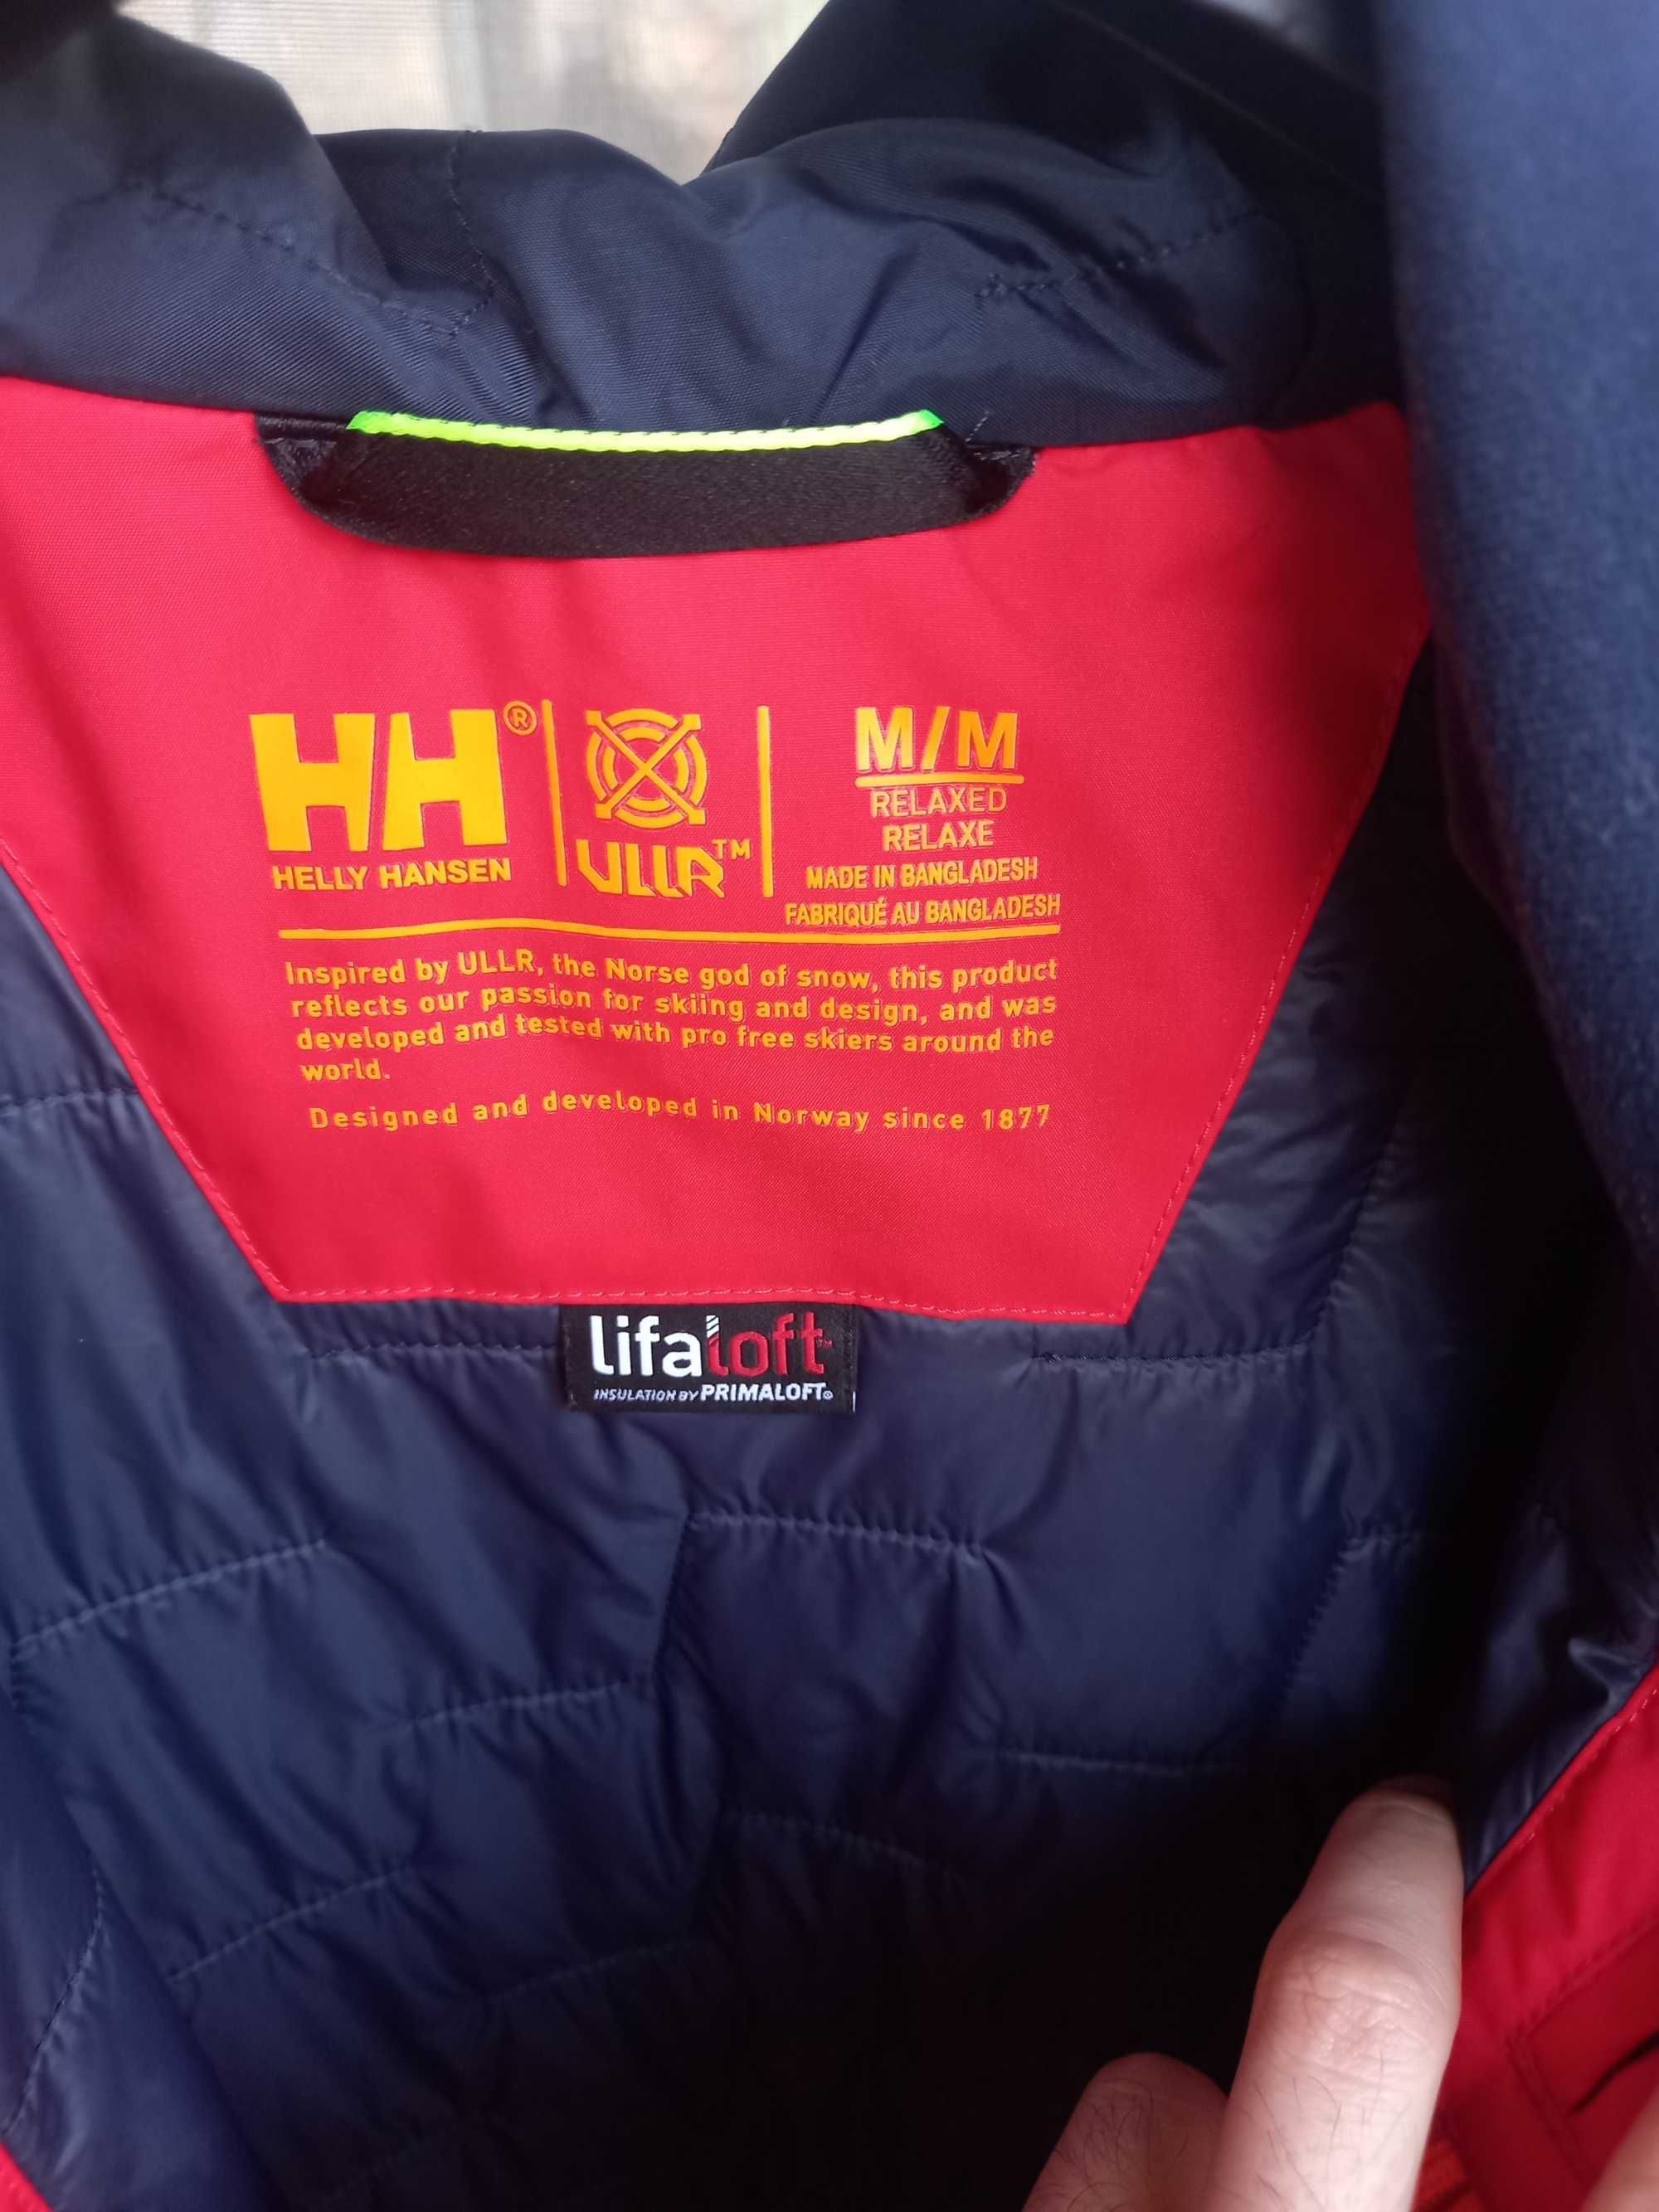 HH®
HELLY HANSEN
ULLR™
M/M
RELAXED
RELAXE
MADE IN BANGLADESH
FABRIQUÉ AU BANGLADESH
Inspired by ULLR, the Norse god of snow, this product
reflects our passion for skiing and design, and was
developed and tested with pro free skiers around the
world.
Designed and developed in Norway since 1877
lifaloft™
INSULATION BY PRIMALOFT®